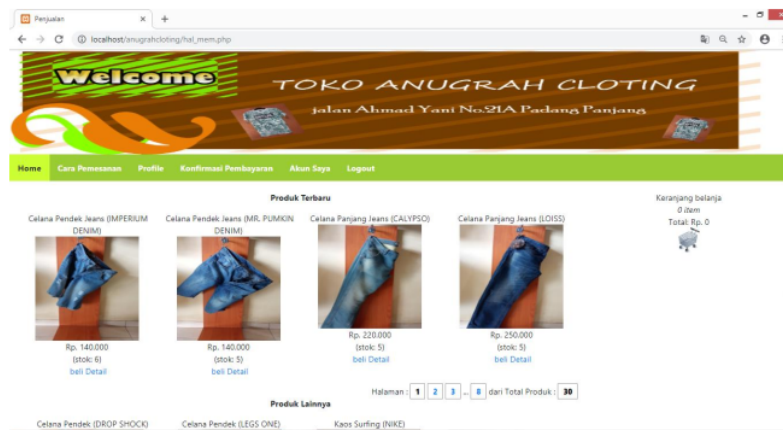 Penjualan
localhost/anugrahcloting/hal_mem.php
Welcome
TOKO ANUGRAH CLOTING
jalan Ahmad Yani No.21A Padang Panjang
Home Cara Pemesanan Profile Konfirmasi Pembayaran Akun Saya Logout
Produk Terbaru
Keranjang belanja
0 item
Total: Rp. 0
Celana Pendek Jeans (IMPERIUM DENIM)
Rp. 140.000
(stok: 6)
beli Detail
Celana Pendek Jeans (MR. PUMKIN DENIM)
Rp. 140.000
(stok: 5)
beli Detail
Celana Panjang Jeans (CALYPSO)
Rp. 220.000
(stok: 5)
beli Detail
Celana Panjang Jeans (LOISS)
Rp. 250.000
(stok: 5)
beli Detail
Halaman : 1 2 3 ... 8 dari Total Produk : 30
Produk Lainnya
Celana Pendek (DROP SHOCK) Celana Pendek (LEGS ONE) Kaos Surfing (NIKE)